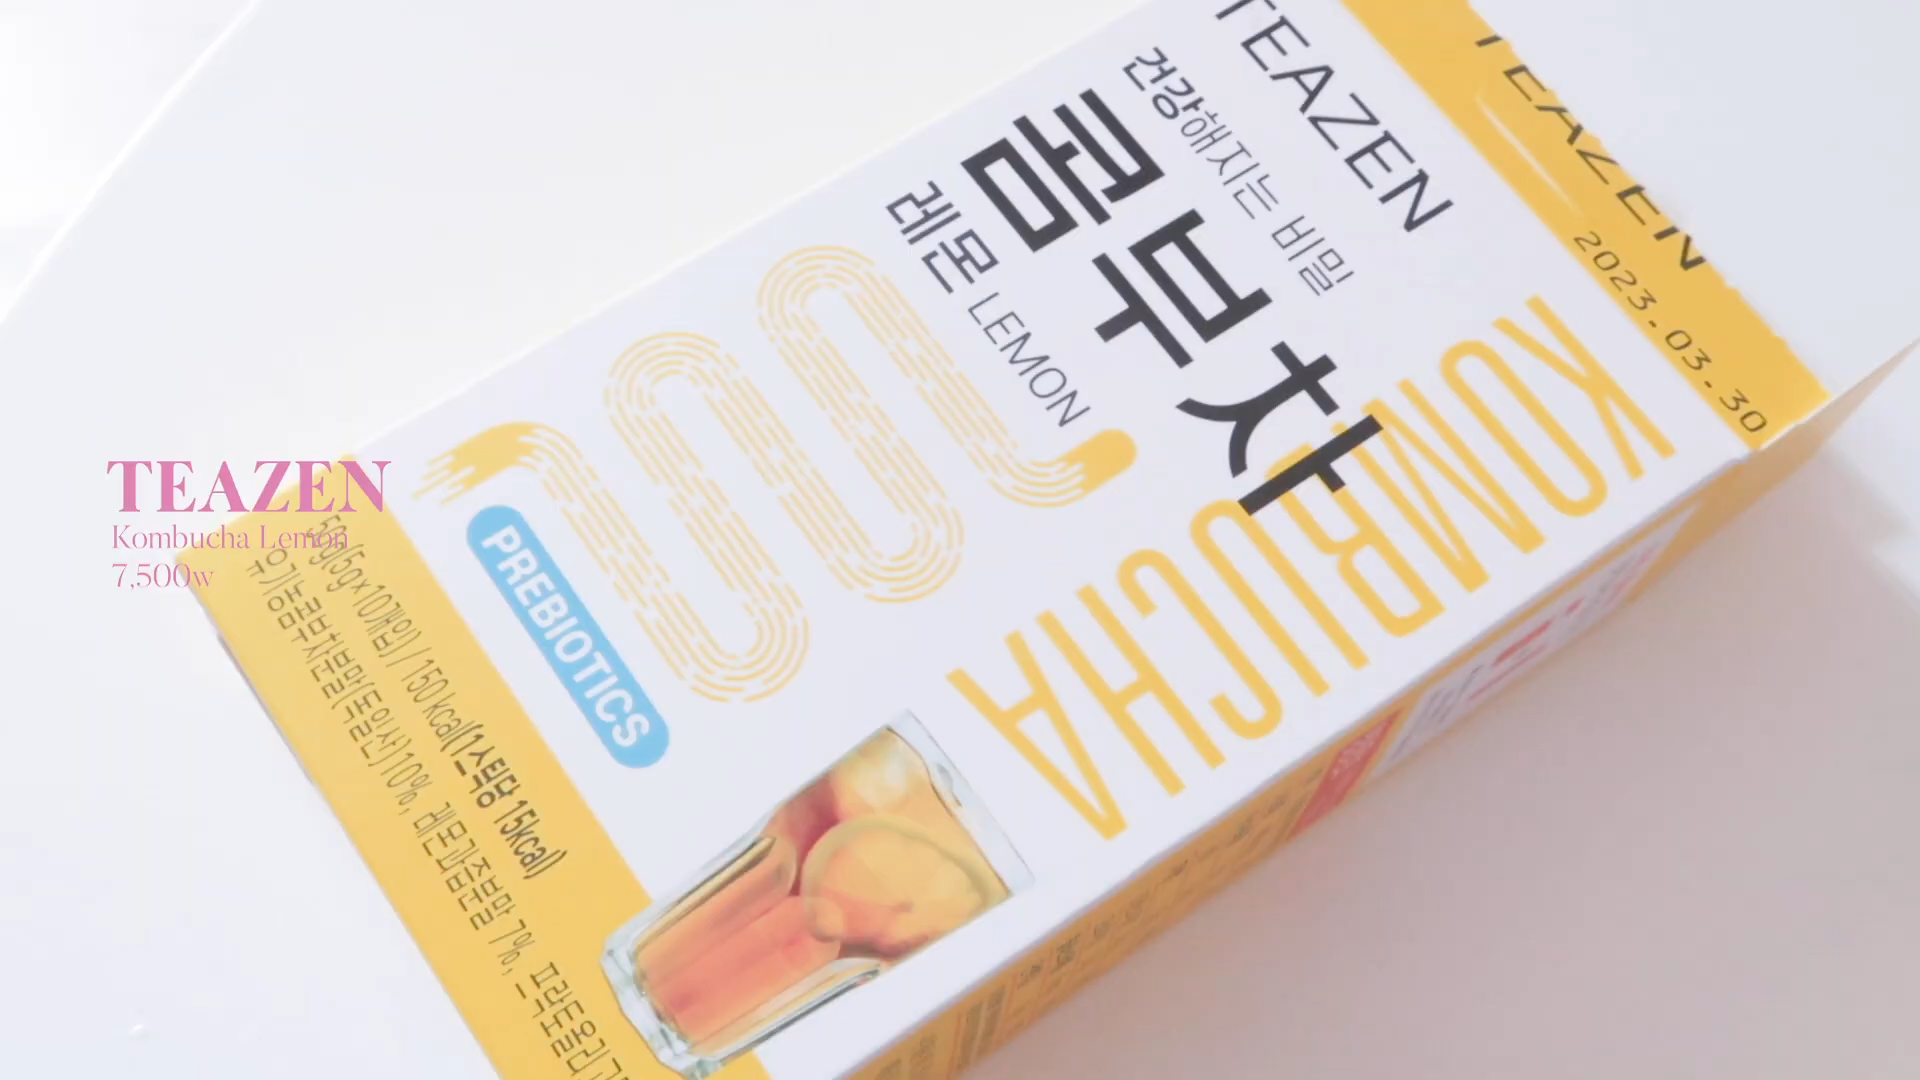 TEAZEN
Kombucha Lemon
7,500w
TEAZEN
2023.03.30
TEAZEN
건강해지는 비밀
콤부차
레몬 LEMON
KOMBUCHA
PREBIOTICS
(5g x 10개입) / 150 kcal(1스틱당 15kcal)
유기농콤부차분말(독일산)10%, 레몬과즙분말 7%,